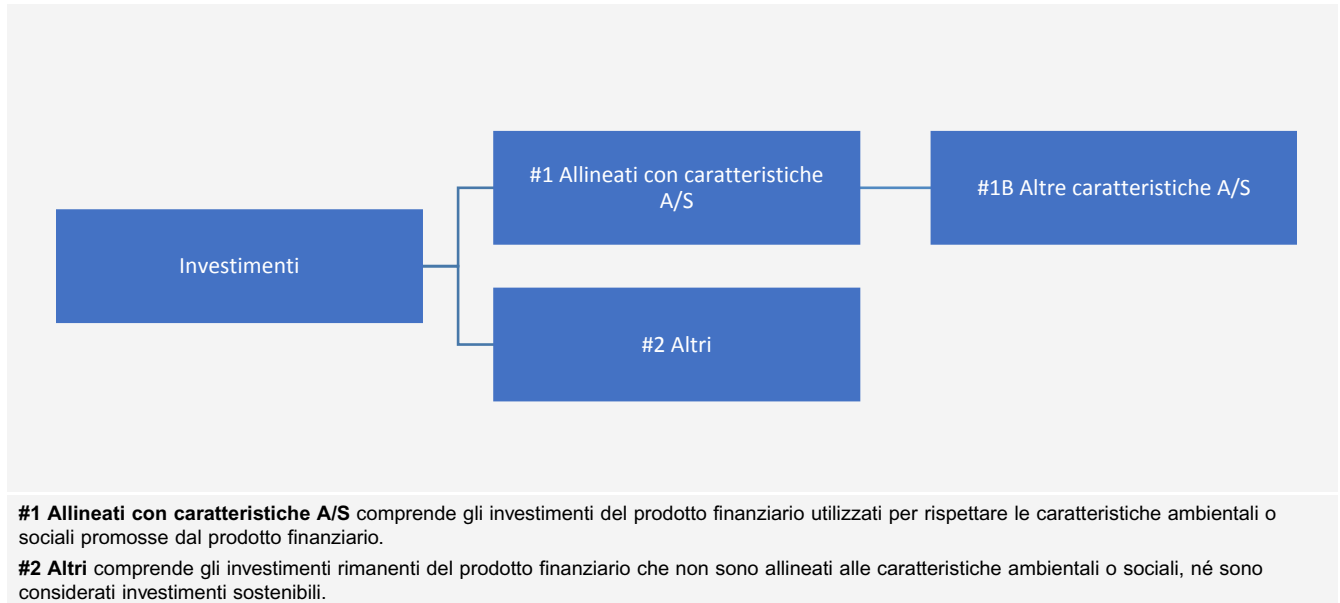 #1 Allineati con caratteristiche
A/S
#1B Altre caratteristiche A/S
Investimenti
#2 Altri
#1 Allineati con caratteristiche A/S comprende gli investimenti del prodotto finanziario utilizzati per rispettare le caratteristiche ambientali o
sociali promosse dal prodotto finanziario.
#2 Altri comprende gli investimenti rimanenti del prodotto finanziario che non sono allineati alle caratteristiche ambientali o sociali, né sono
considerati investimenti sostenibili.